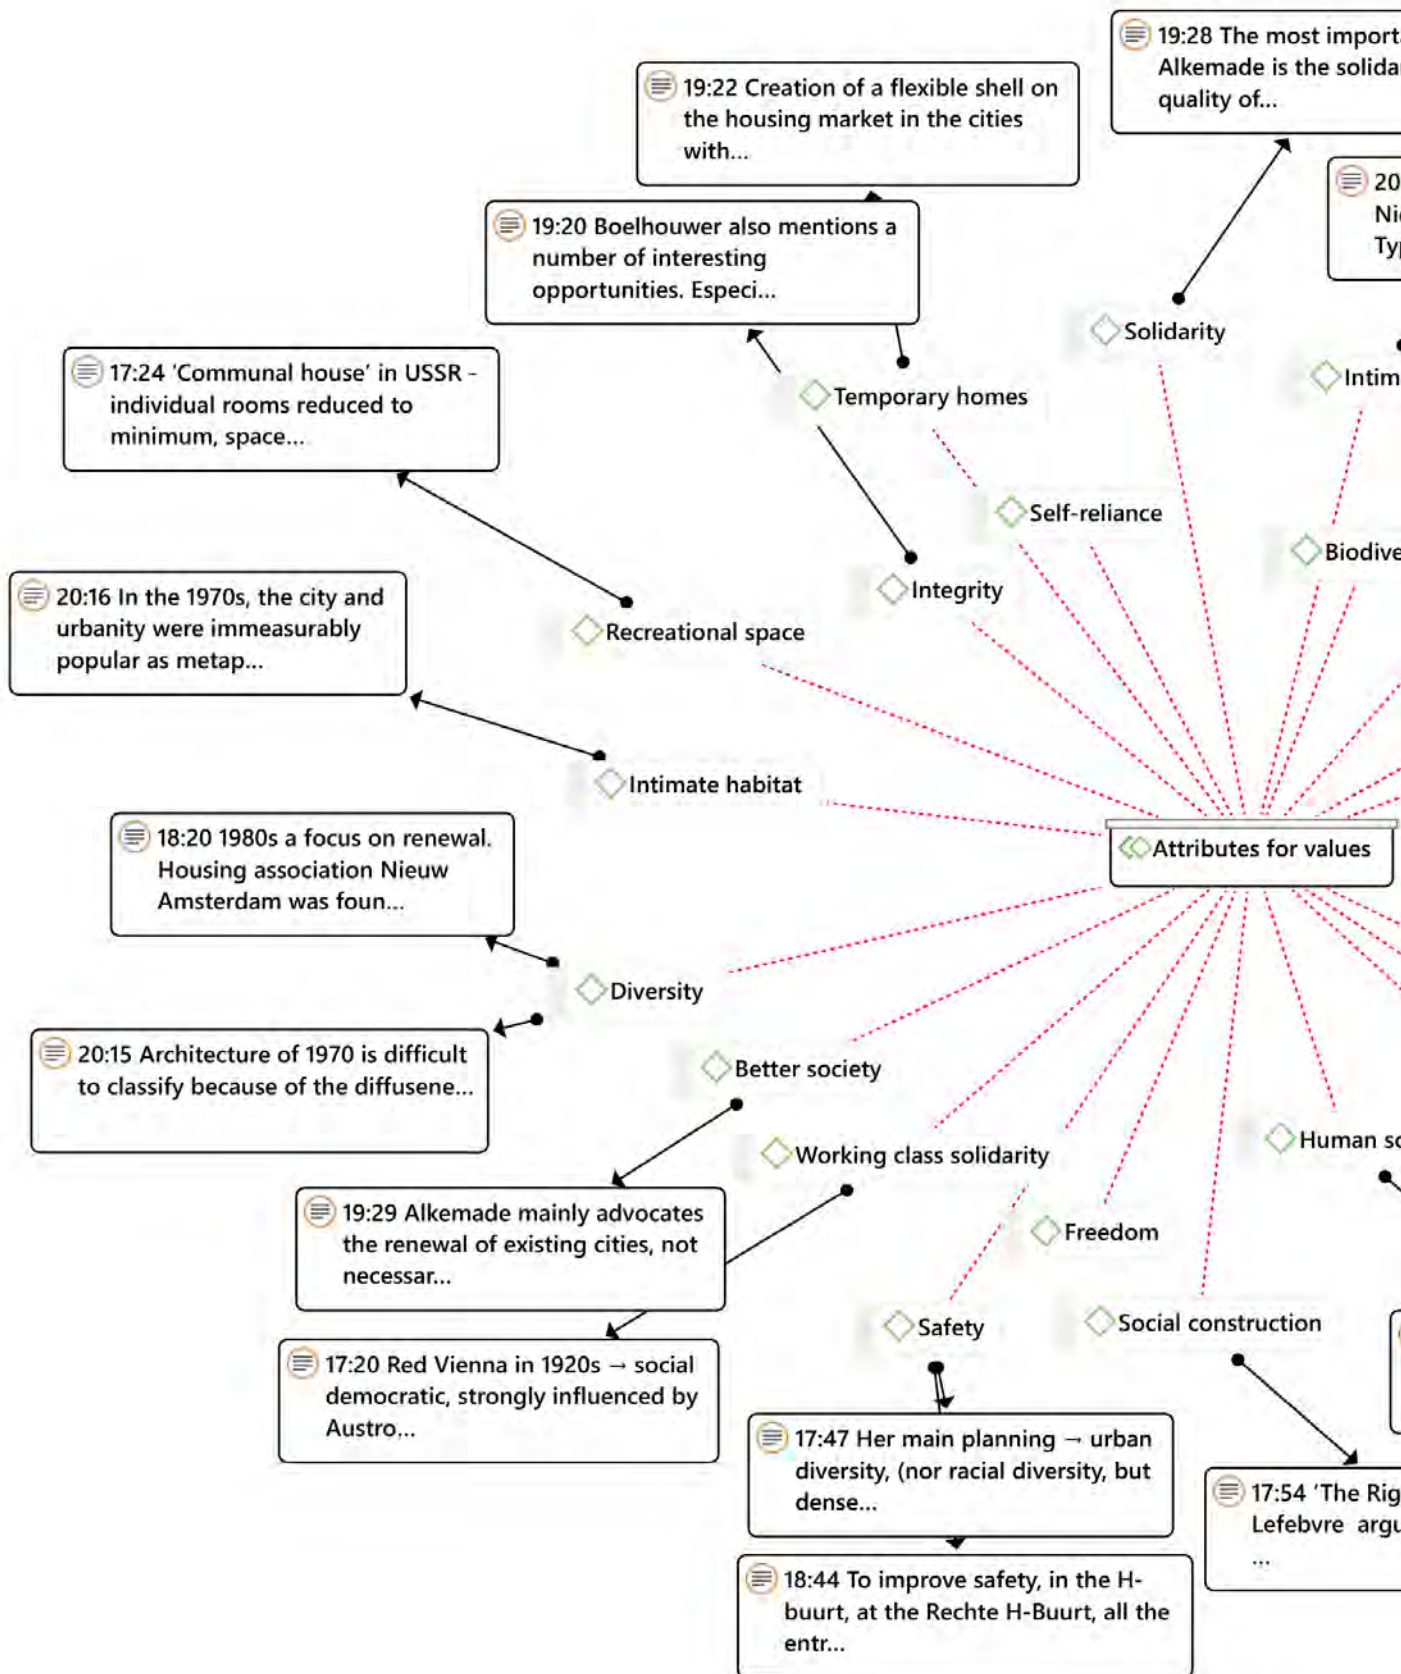 19:28 The most import
Alkemade is the solida
quality of...
19:22 Creation of a flexible shell on
the housing market in the cities
with...
20
Ni
Ty
19:20 Boelhouwer also mentions a
number of interesting
opportunities. Especi...
Solidarity
17:24 'Communal house' in USSR -
individual rooms reduced to
minimum, space...
Intim
Temporary homes
Self-reliance
Biodive
Integrity
20:16 In the 1970s, the city and
urbanity were immeasurably
popular as metap...
Recreational space
Intimate habitat
18:20 1980s a focus on renewal.
Housing association Nieuw
Amsterdam was foun...
Attributes for values
Diversity
20:15 Architecture of 1970 is difficult
to classify because of the diffusene...
Better society
Working class solidarity
Human sc
19:29 Alkemade mainly advocates
the renewal of existing cities, not
necessar...
Freedom
Safety
Social construction
17:20 Red Vienna in 1920s → social
democratic, strongly influenced by
Austro...
17:47 Her main planning → urban
diversity, (nor racial diversity, but
dense...
17:54 'The Rig
Lefebvre argu
...
18:44 To improve safety, in the H-
buurt, at the Rechte H-Buurt, all the
entr...